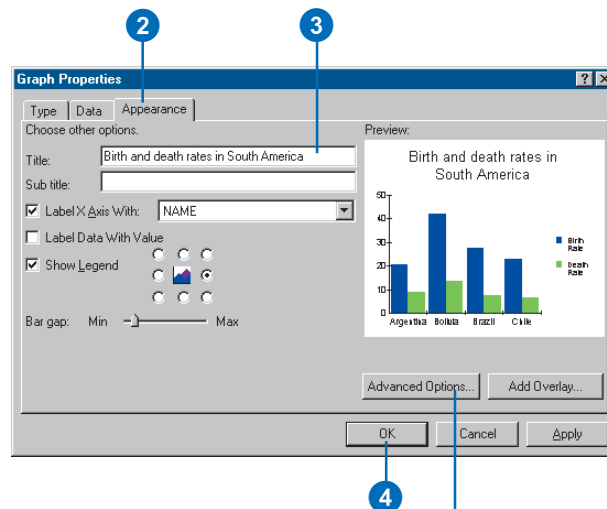 2
3
Graph Properties
? ×
Type Data Appearance
Choose other options.
Title: Birth and death rates in South America
Sub title:
Label X Axis With: NAME
Label Data With Value
Show Legend
Bar gap: Min Max
Preview:
Birth and death rates in
South America
50
40
30
20
10
0
Argentina Bolivia Brazil Chile
Birth
Rate
Death
Rate
Advanced Options... Add Overlay...
OK Cancel Apply
4